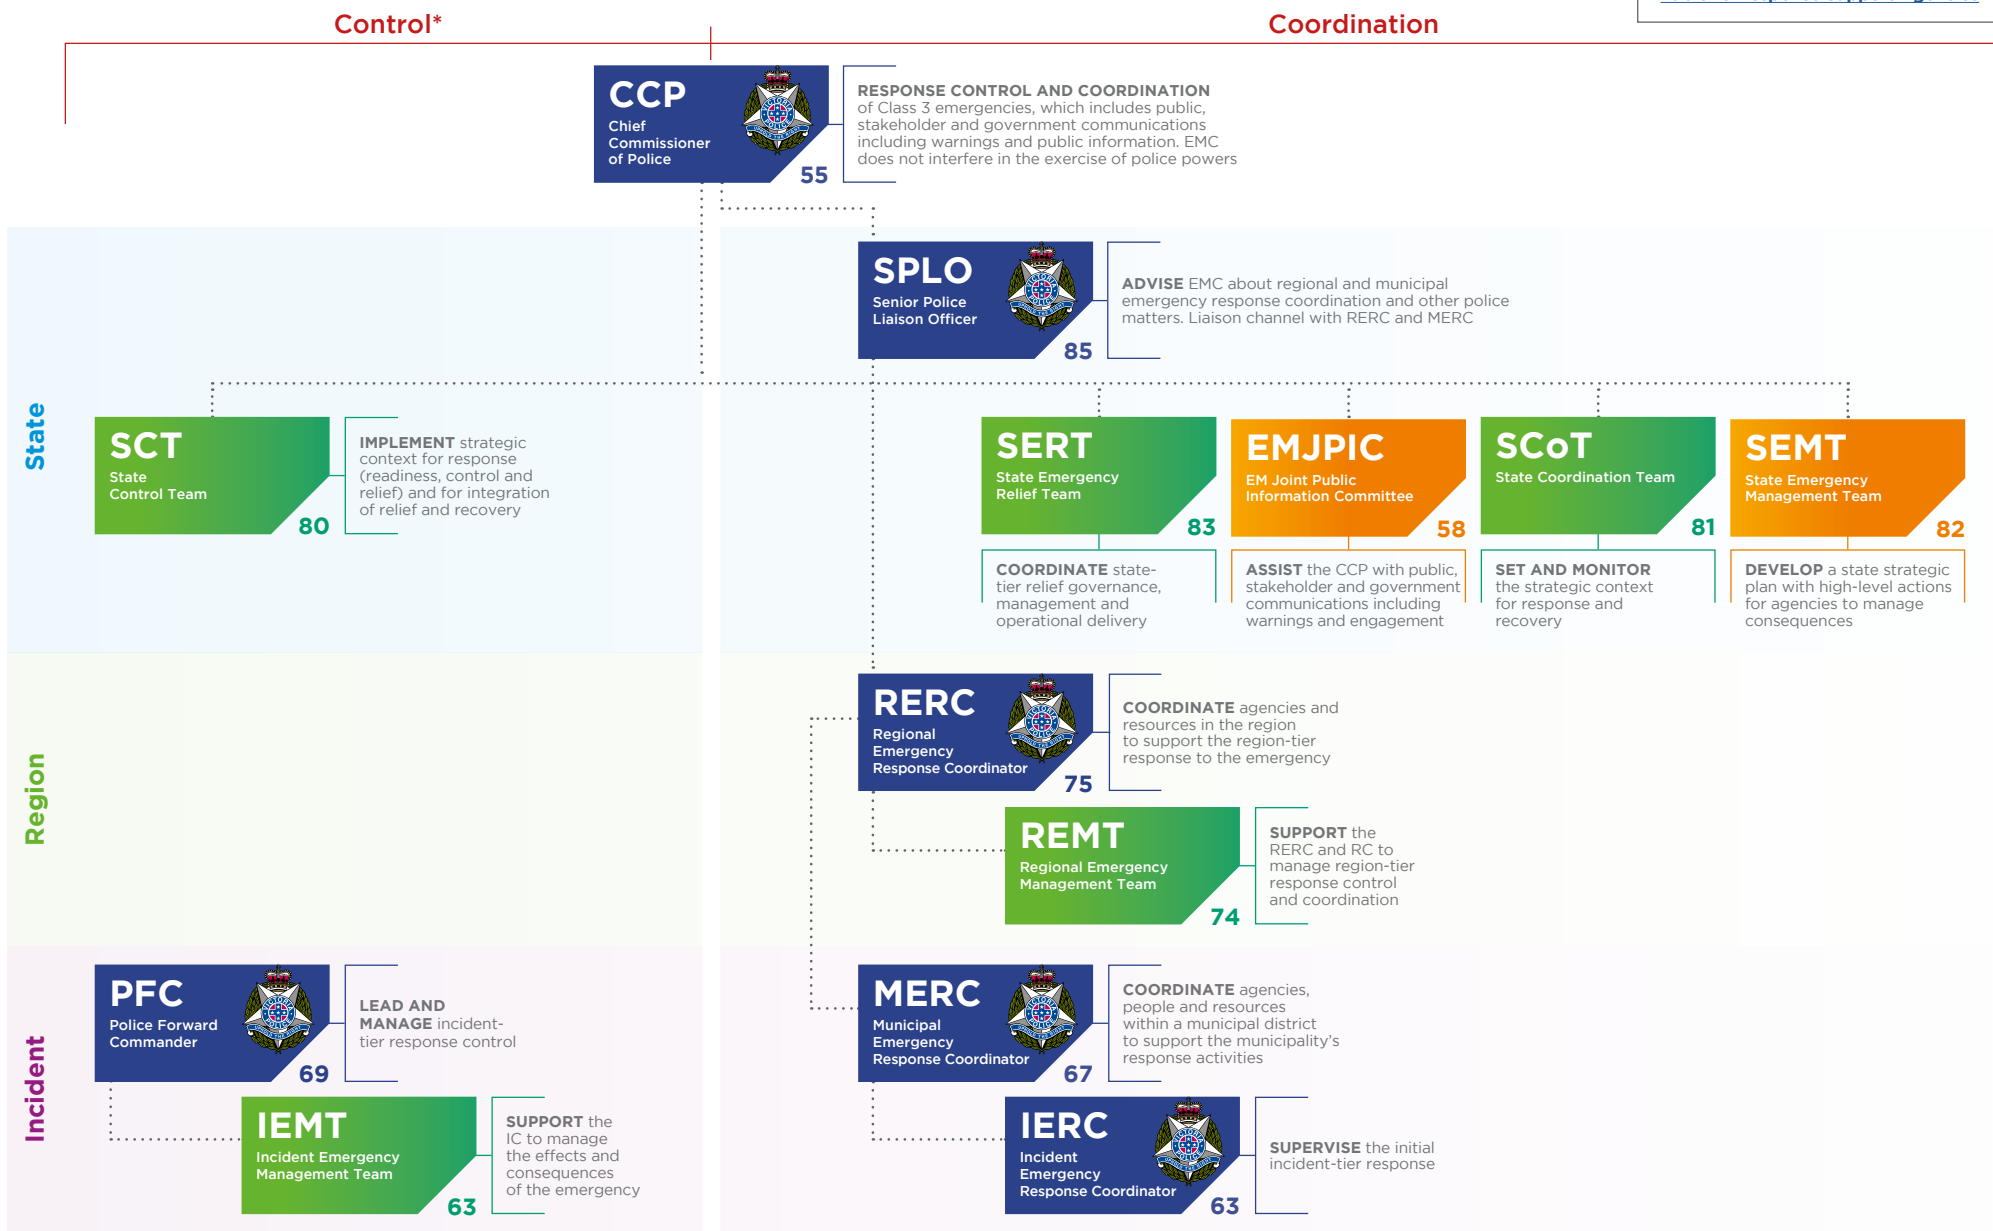 Control*
Coordination
CCP
Chief
Commissioner
of Police
55
RESPONSE CONTROL AND COORDINATION
of Class 3 emergencies, which includes public,
stakeholder and government communications
including warnings and public information. EMC
does not interfere in the exercise of police powers
State
SPLO
Senior Police
Liaison Officer
85
ADVISE EMC about regional and municipal
emergency response coordination and other police
matters. Liaison channel with RERC and MERC
SCT
State
Control Team
80
IMPLEMENT strategic
context for response
(readiness, control and
relief) and for integration
of relief and recovery
SERT
State Emergency
Relief Team
83
COORDINATE state-
tier relief governance,
management and
operational delivery
EMJPIC
EM Joint Public
Information Committee
58
ASSIST the CCP with public,
stakeholder and government
communications including
warnings and engagement
SCoT
State Coordination Team
81
SET AND MONITOR
the strategic context
for response and
recovery
SEMT
State Emergency
Management Team
82
DEVELOP a state strategic
plan with high-level actions
for agencies to manage
consequences
Region
RERC
Regional
Emergency
Response Coordinator
75
COORDINATE agencies and
resources in the region
to support the region-tier
response to the emergency
REMT
Regional Emergency
Management Team
74
SUPPORT the
RERC and RC to
manage region-tier
response control
and coordination
Incident
PFC
Police Forward
Commander
69
LEAD AND
MANAGE incident-
tier response control
IEMT
Incident Emergency
Management Team
63
SUPPORT the
IC to manage
the effects and
consequences
of the emergency
MERC
Municipal
Emergency
Response Coordinator
67
COORDINATE agencies,
people and resources
within a municipal district
to support the municipality's
response activities
IERC
Incident
Emergency
Response Coordinator
63
SUPERVISE the initial
incident-tier response